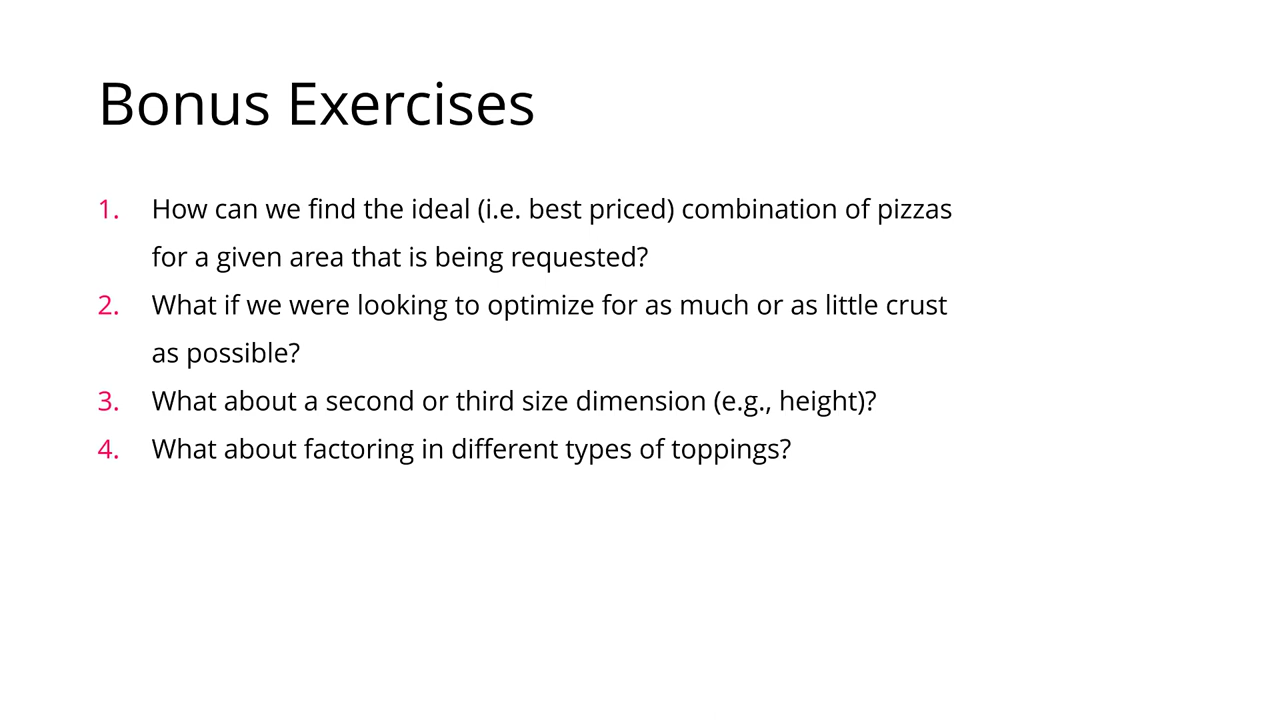 Bonus Exercises
1. How can we find the ideal (i.e. best priced) combination of pizzas
for a given area that is being requested?
2. What if we were looking to optimize for as much or as little crust
as possible?
3. What about a second or third size dimension (e.g., height)?
4. What about factoring in different types of toppings?